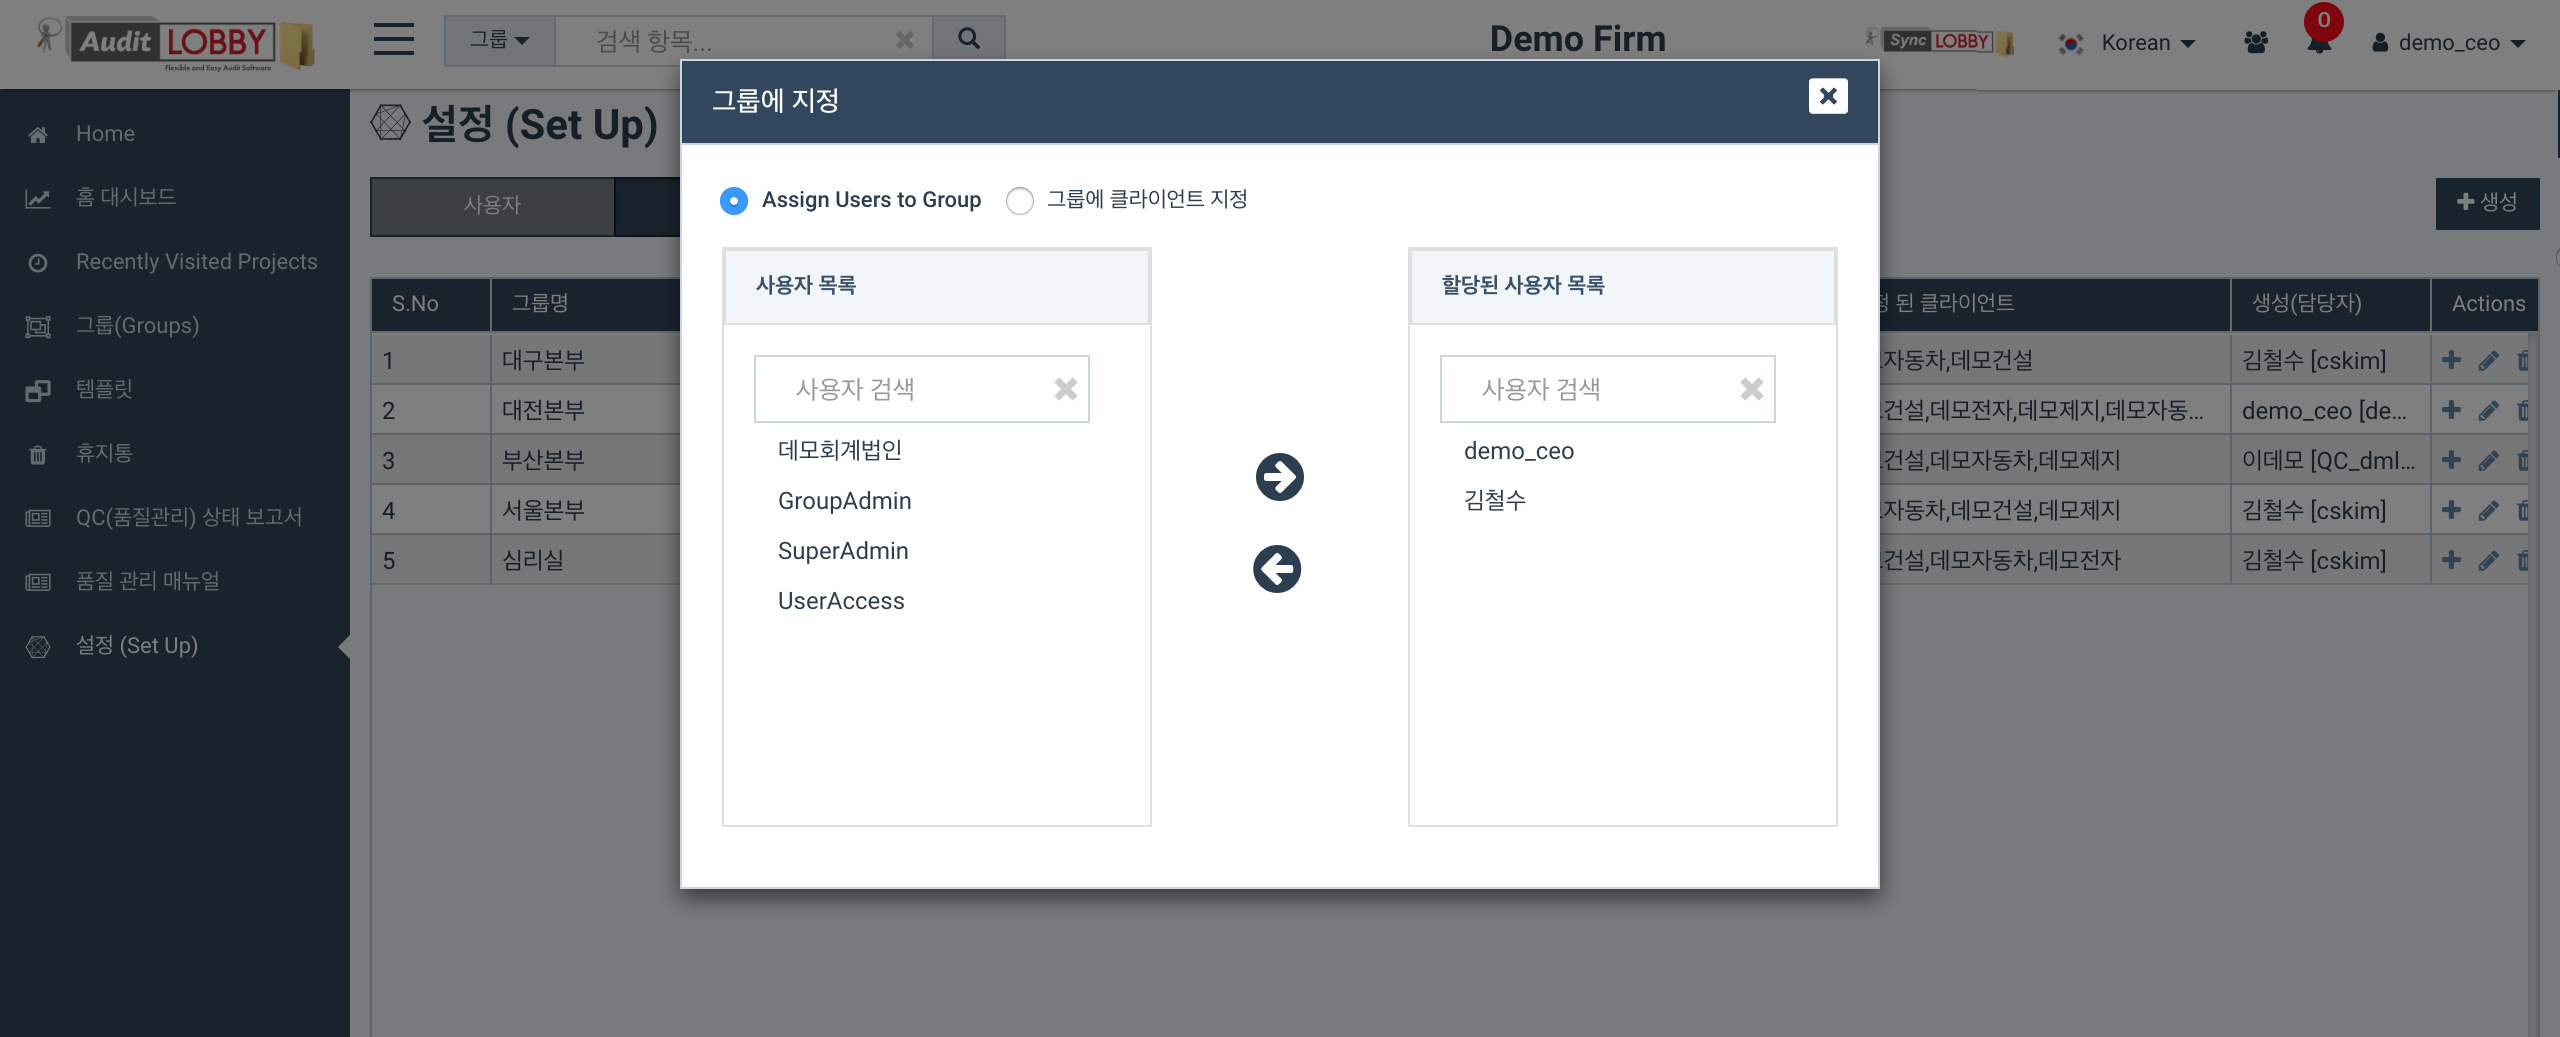 Audit LOBBY
Flexible and Easy Audit Software
그룹
검색 항목...
Demo Firm
Sync LOBBY
Korean
0
demo_ceo
Home
홈 대시보드
Recently Visited Projects
그룹(Groups)
템플릿
휴지통
QC(품질관리) 상태 보고서
품질 관리 매뉴얼
설정 (Set Up)
설정 (Set Up)
사용자
생성
S.No 그룹명 된 클라이언트 생성(담당자) Actions
1 대구본부 자동차,데모건설 김철수 [cskim]
2 대전본부 건설,데모전자,데모제지,데모자동... demo_ceo [de...
3 부산본부 건설,데모자동차,데모제지 이데모 [QC_dml...
4 서울본부 자동차,데모건설,데모제지 김철수 [cskim]
5 심리실 건설,데모자동차,데모전자 김철수 [cskim]
그룹에 지정
Assign Users to Group 그룹에 클라이언트 지정
사용자 목록
사용자 검색
데모회계법인
GroupAdmin
SuperAdmin
UserAccess
할당된 사용자 목록
사용자 검색
demo_ceo
김철수